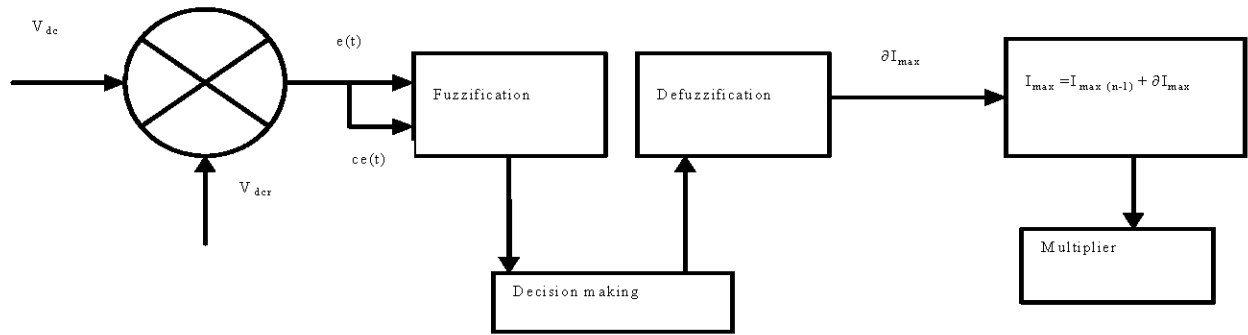 V dc
e(t)
∂I max
Fuzzification
Defuzzification
I max = I max (n-1) + ∂I max
ce(t)
V dcr
Multiplier
Decision making